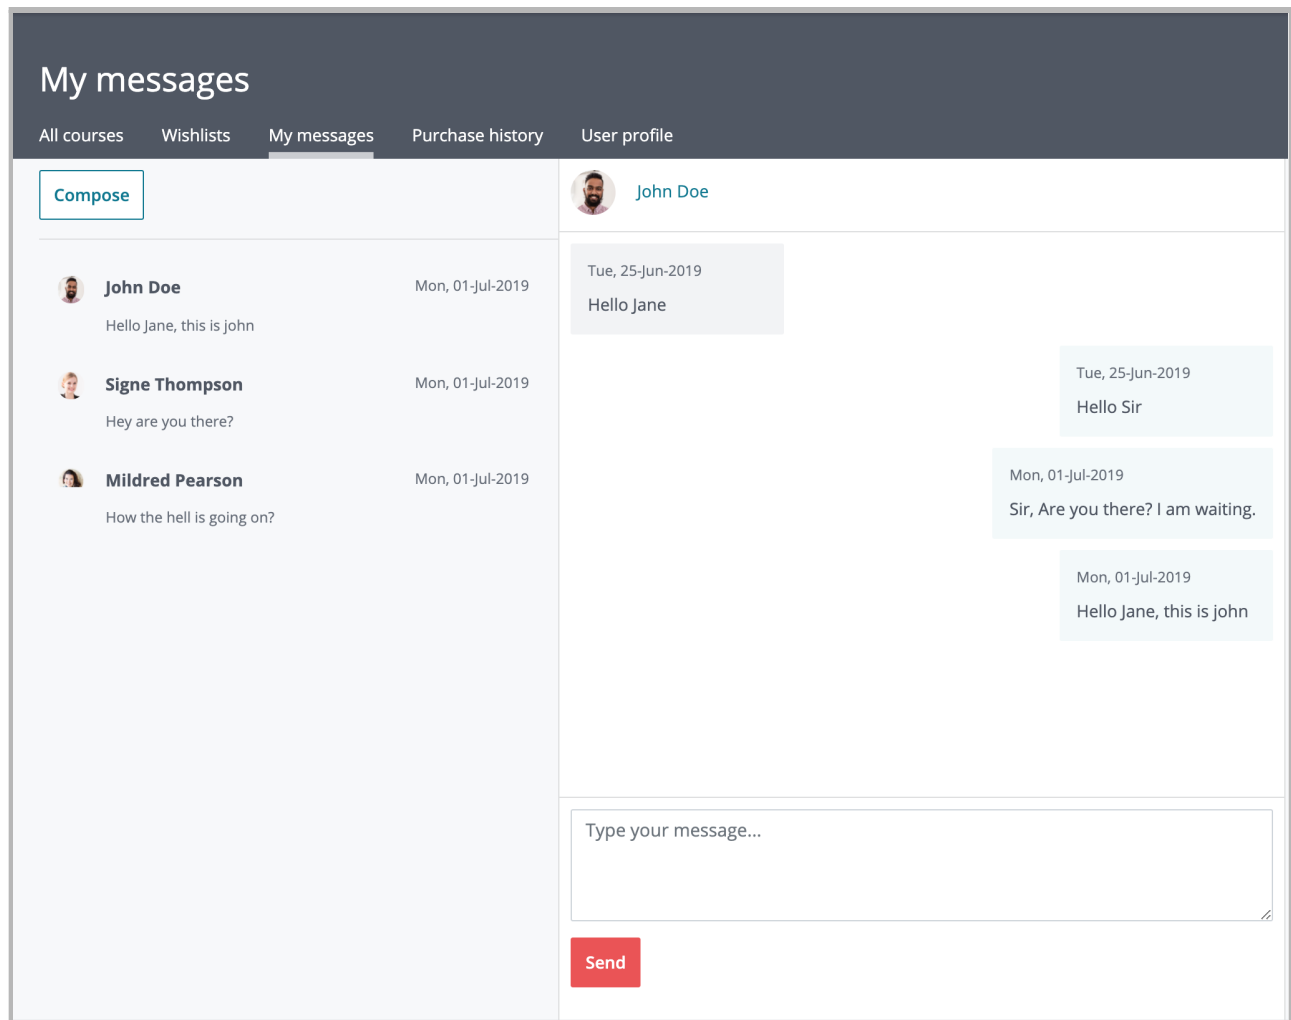 My messages
All courses Wishlists My messages Purchase history User profile
Compose
John Doe Mon, 01-Jul-2019
Hello Jane, this is john
Signe Thompson Mon, 01-Jul-2019
Hey are you there?
Mildred Pearson Mon, 01-Jul-2019
How the hell is going on?
John Doe
Tue, 25-Jun-2019
Hello Jane
Tue, 25-Jun-2019
Hello Sir
Mon, 01-Jul-2019
Sir, Are you there? I am waiting.
Mon, 01-Jul-2019
Hello Jane, this is john
Type your message...
Send